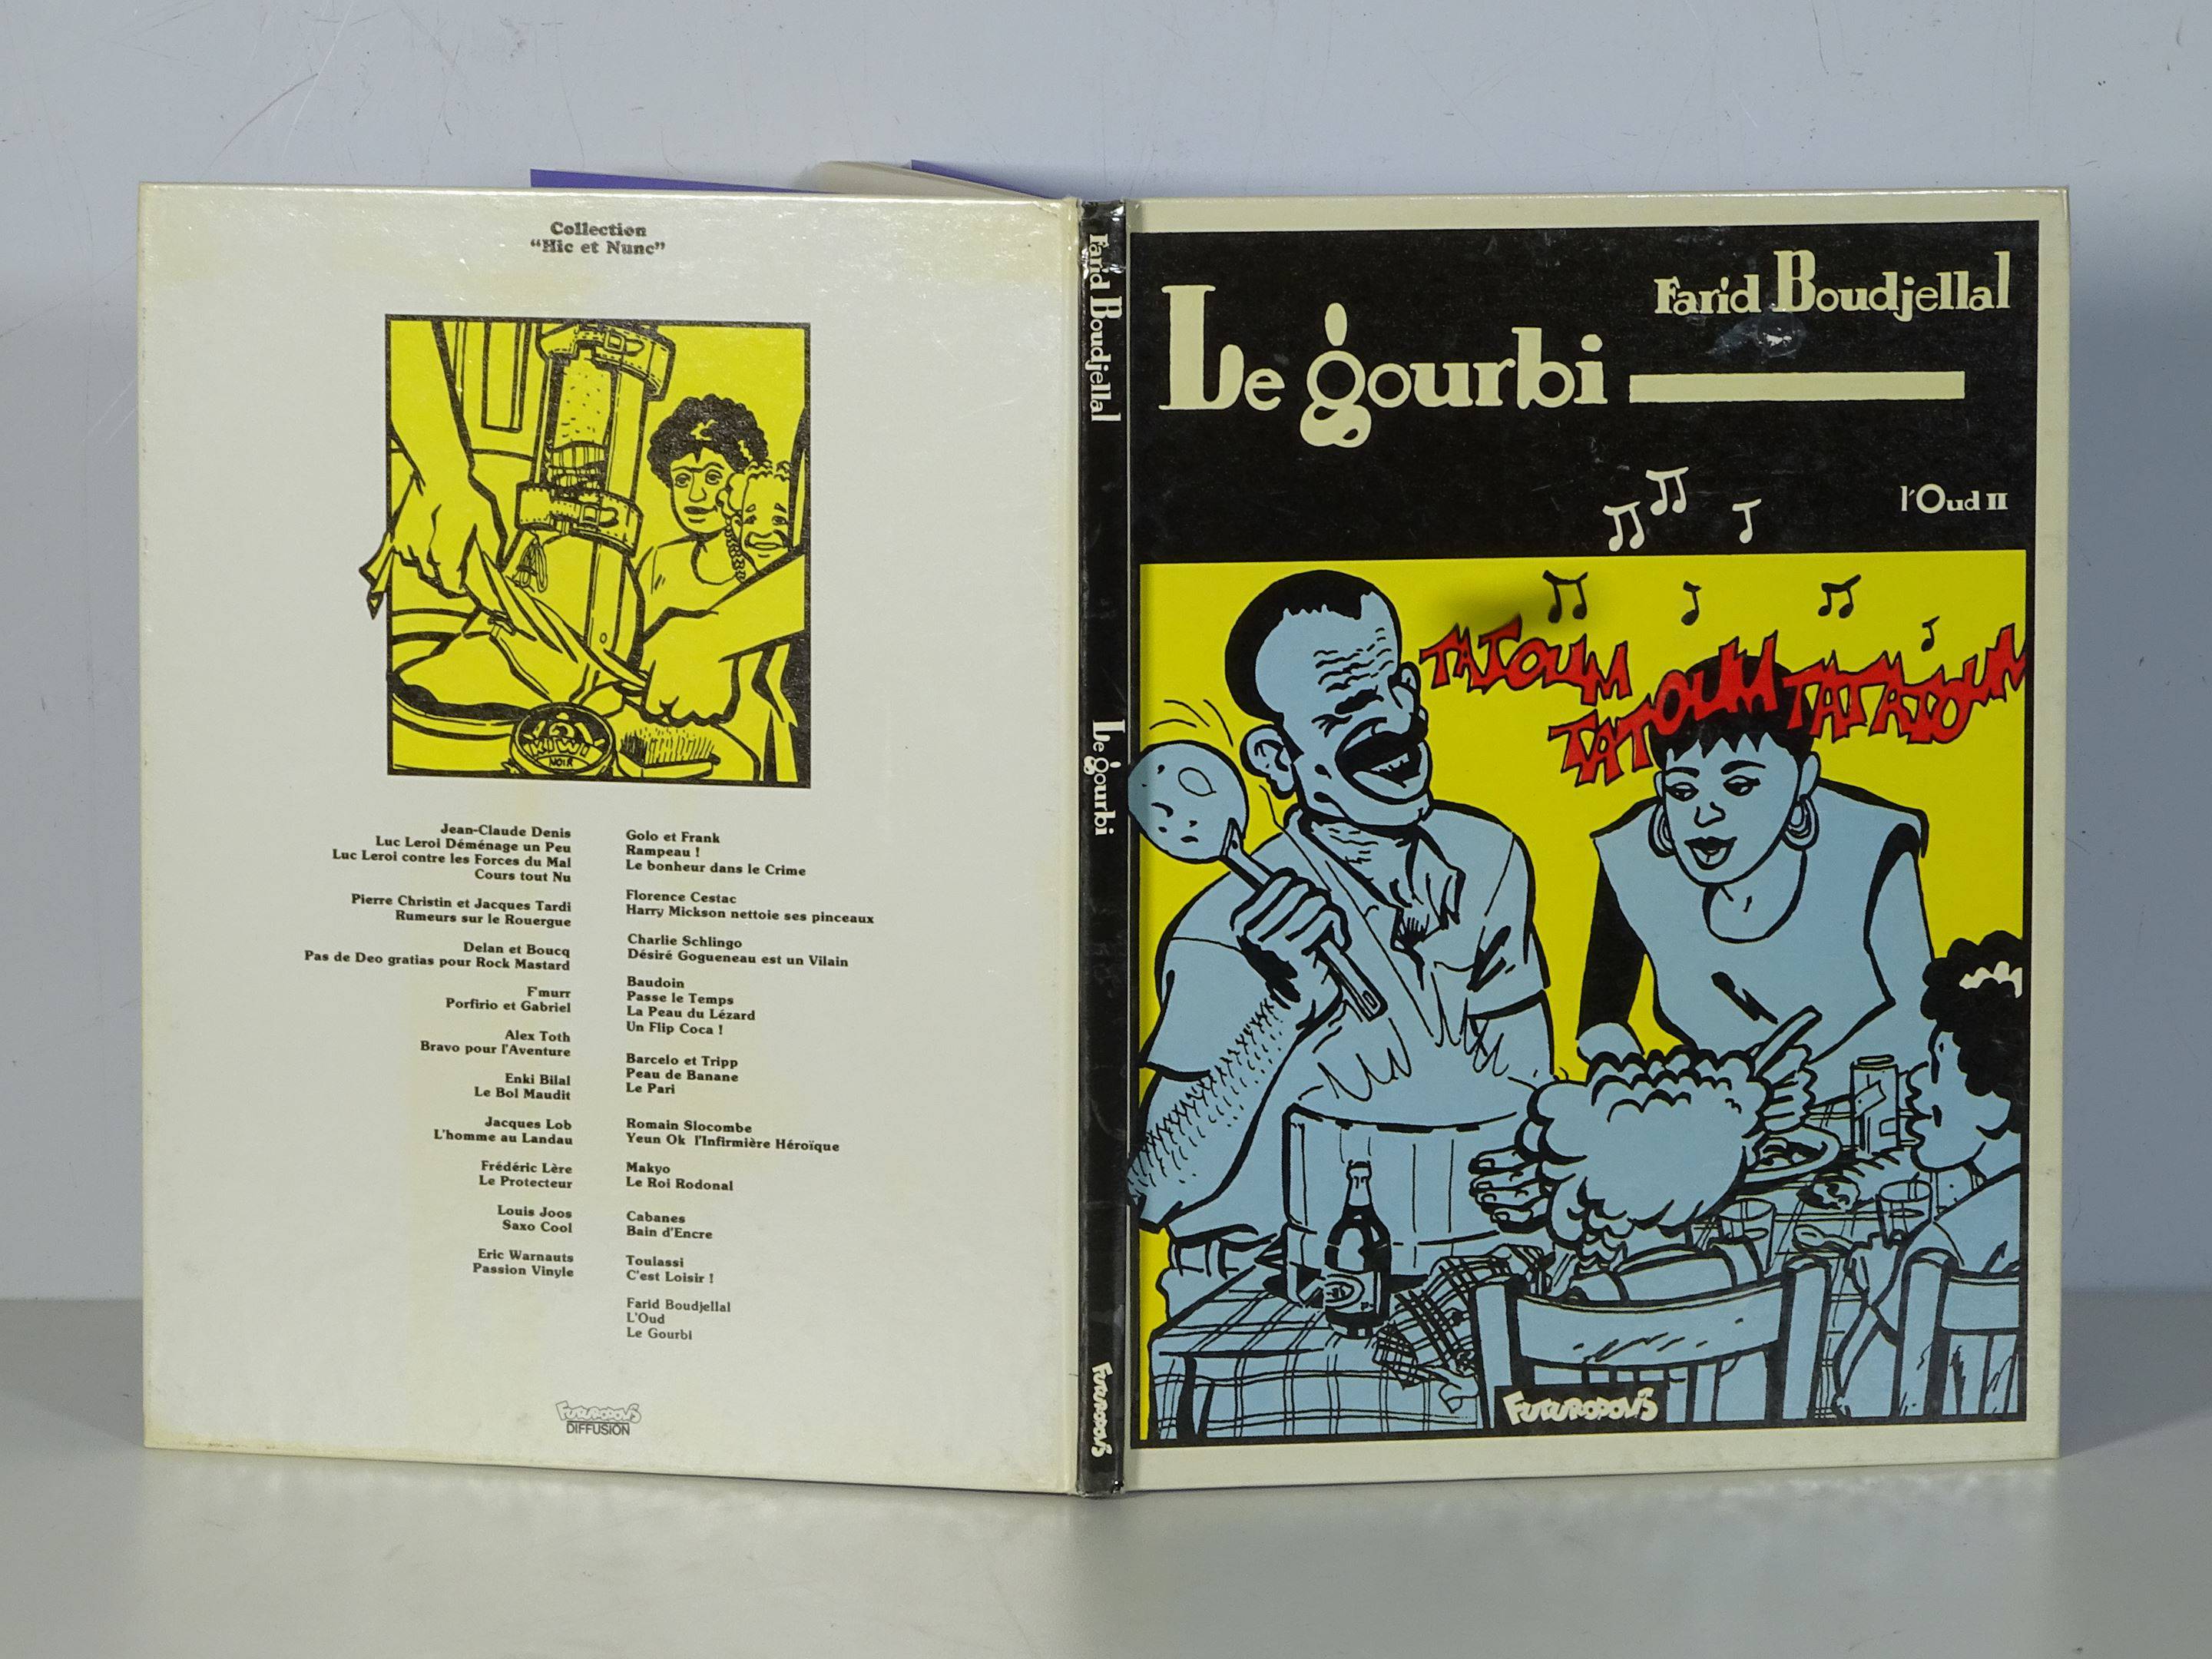 Collection
"Hic et Nunc"
KIWI
NOIR
Jean-Claude Denis
Luc Leroi Déménage un Peu
Luc Leroi contre les Forces du Mal
Cours tout Nu
Pierre Christin et Jacques Tardi
Rumeurs sur le Rouergue
Delan et Boucq
Pas de Deo gratias pour Rock Mastard
F'murr
Porfirio et Gabriel
Alex Toth
Bravo pour l'Aventure
Enki Bilal
Le Bol Maudit
Jacques Lob
L'homme au Landau
Frédéric Lère
Le Protecteur
Louis Joos
Saxo Cool
Eric Warnauts
Passion Vinyle
Golo et Frank
Rampeau !
Le bonheur dans le Crime
Florence Cestac
Harry Mickson nettoie ses pinceaux
Charlie Schlingo
Désiré Gogueneau est un Vilain
Baudoin
Passe le Temps
La Peau du Lézard
Un Flip Coca !
Barcelo et Tripp
Peau de Banane
Le Pari
Romain Slocombe
Yeun Ok l'Infirmière Héroïque
Makyo
Le Roi Rodonal
Cabanes
Bain d'Encre
Toulassi
C'est Loisir !
Farid Boudjellal
L'Oud
Le Gourbi
FUTUROPOLIS
DIFFUSION
Farid Boudjellal
Le gourbi
FUTUROPOLIS
Farid Boudjellal
Le gourbi
l'Oud II
TATOUM
TATOUM TATATOUM
FUTUROPOLIS